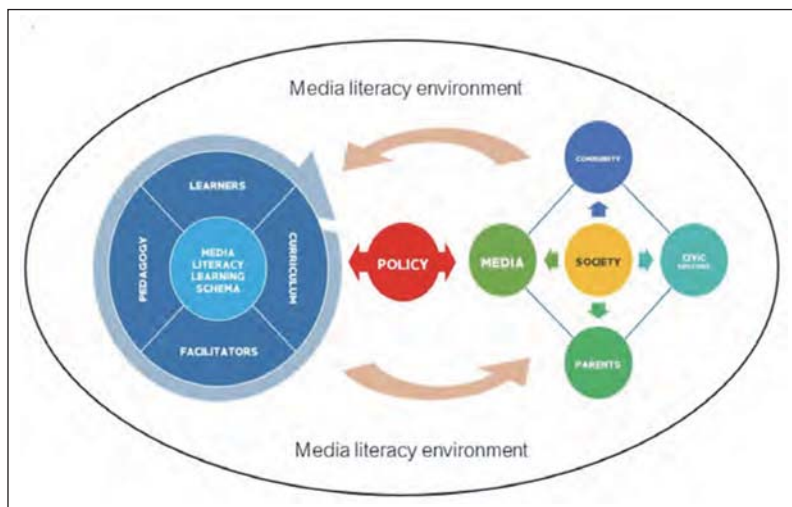 Media literacy environment
COMMUNITY
LEARNERS
PEDAGOGY
MEDIA
LITERACY
LEARNING
SCHEMA
CURRICULUM
FACILITATORS
POLICY
MEDIA
SOCIETY
CIVIC
PARENTS
Media literacy environment